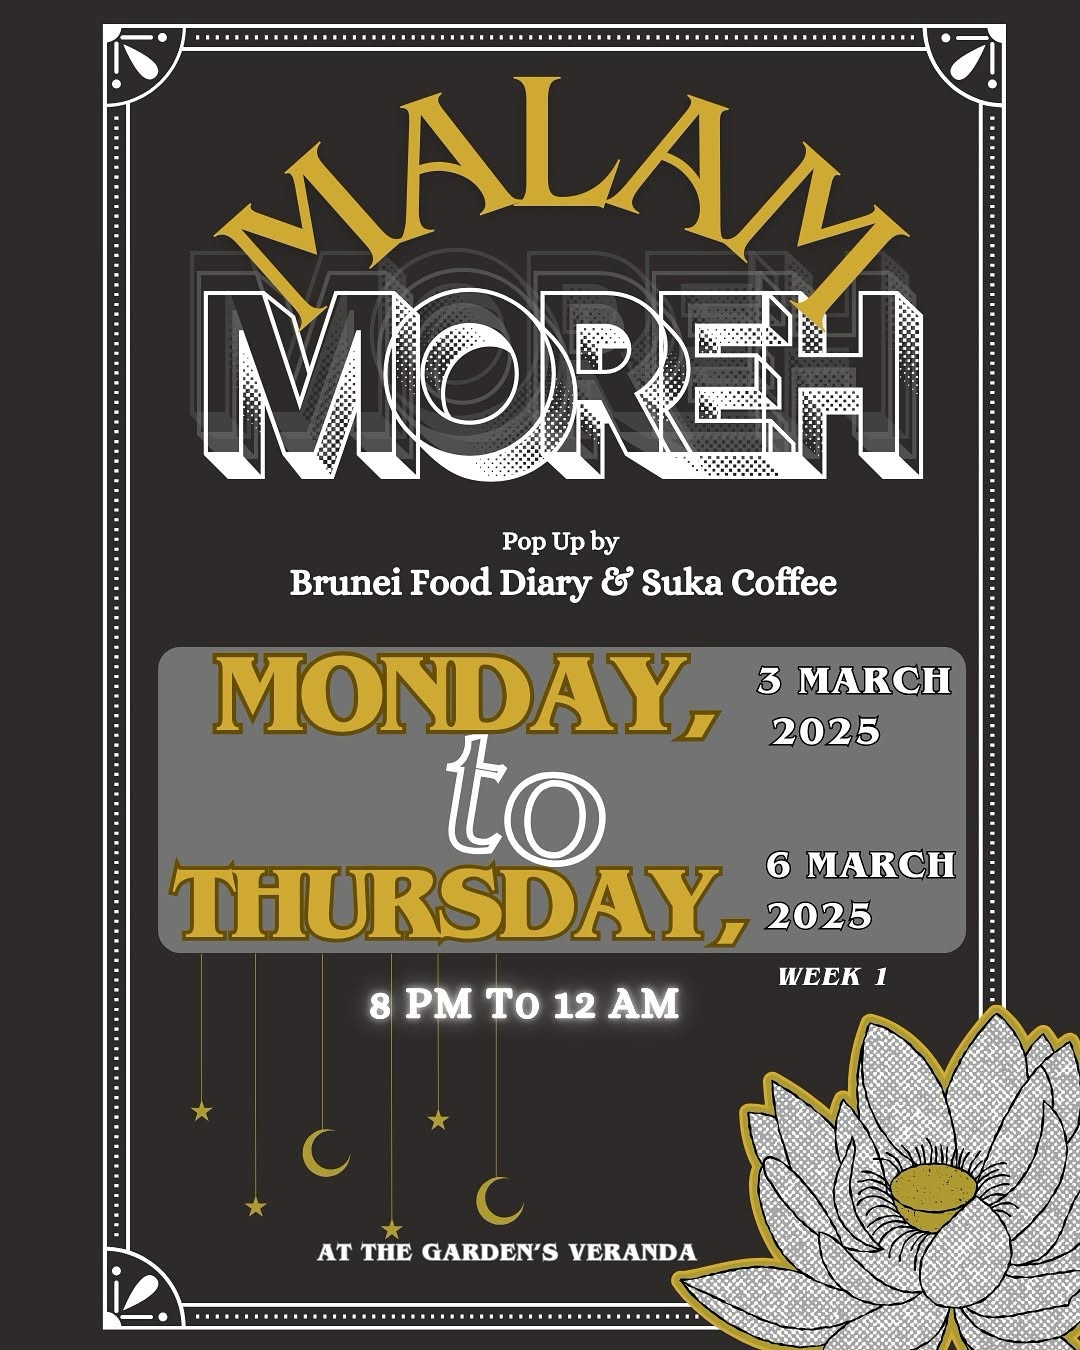 MALAM
MOREH
Pop Up by
Brunei Food Diary & Suka Coffee
MONDAY, 3 MARCH
2025
to
THURSDAY, 6 MARCH
2025
WEEK 1
8 PM To 12 AM
AT THE GARDEN'S VERANDA